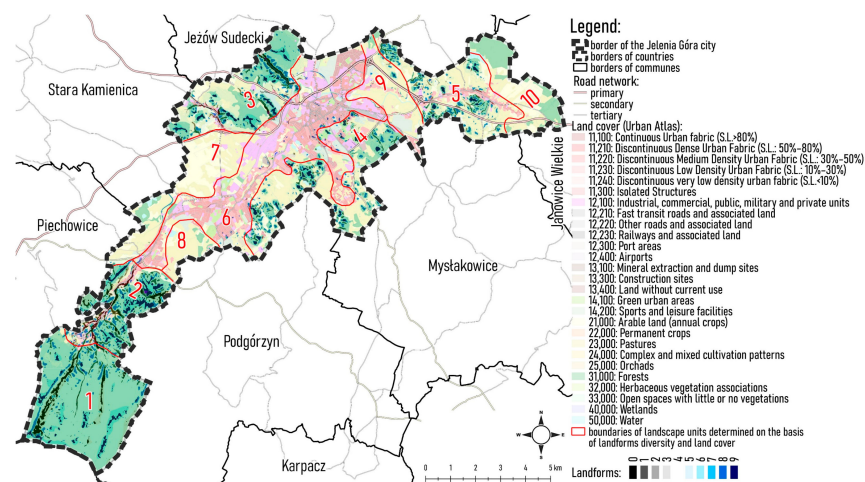 Jeżów Sudecki
Stara Kamienica
Piechowice
Janowice Wielkie
Mysłakowice
Podgórzyn
Karpacz
1
2
3
4
5
6
7
8
9
10
N
W
E
S
0 1 2 3 4 5 km
Legend:
border of the Jelenia Góra city
borders of countries
borders of communes
Road network:
primary
secondary
tertiary
Land cover (Urban Atlas):
11,100: Continuous Urban fabric (S.L.>80%)
11,210: Discontinuous Dense Urban Fabric (S.L.: 50%–80%)
11,220: Discontinuous Medium Density Urban Fabric (S.L.: 30%–50%)
11,230: Discontinuous Low Density Urban Fabric (S.L.: 10%–30%)
11,240: Discontinuous very low density urban fabric (S.L.<10%)
11,300: Isolated Structures
12,100: Industrial, commercial, public, military and private units
12,210: Fast transit roads and associated land
12,220: Other roads and associated land
12,230: Railways and associated land
12,300: Port areas
12,400: Airports
13,100: Mineral extraction and dump sites
13,300: Construction sites
13,400: Land without current use
14,100: Green urban areas
14,200: Sports and leisure facilities
21,000: Arable land (annual crops)
22,000: Permanent crops
23,000: Pastures
24,000: Complex and mixed cultivation patterns
25,000: Orchards
31,000: Forests
32,000: Herbaceous vegetation associations
33,000: Open spaces with little or no vegetations
40,000: Wetlands
50,000: Water
boundaries of landscape units determined on the basis
of landforms diversity and land cover
Landforms: 0 1 2 3 4 5 6 7 8 9